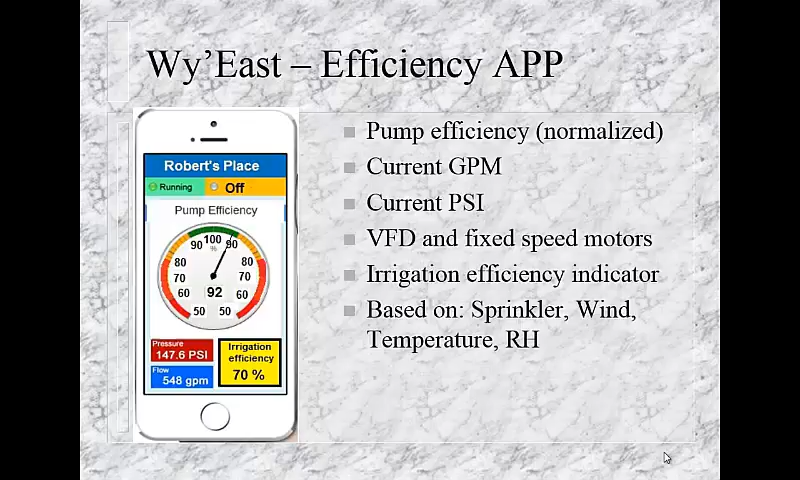 Wy’East – Efficiency APP
Robert's Place
Running
Off
Pump Efficiency
100
%
90 90
80 80
70 70
60 60
50 50
92
Pressure
147.6 PSI
Flow
548 gpm
Irrigation
efficiency
70 %
Pump efficiency (normalized)
Current GPM
Current PSI
VFD and fixed speed motors
Irrigation efficiency indicator
Based on: Sprinkler, Wind,
Temperature, RH